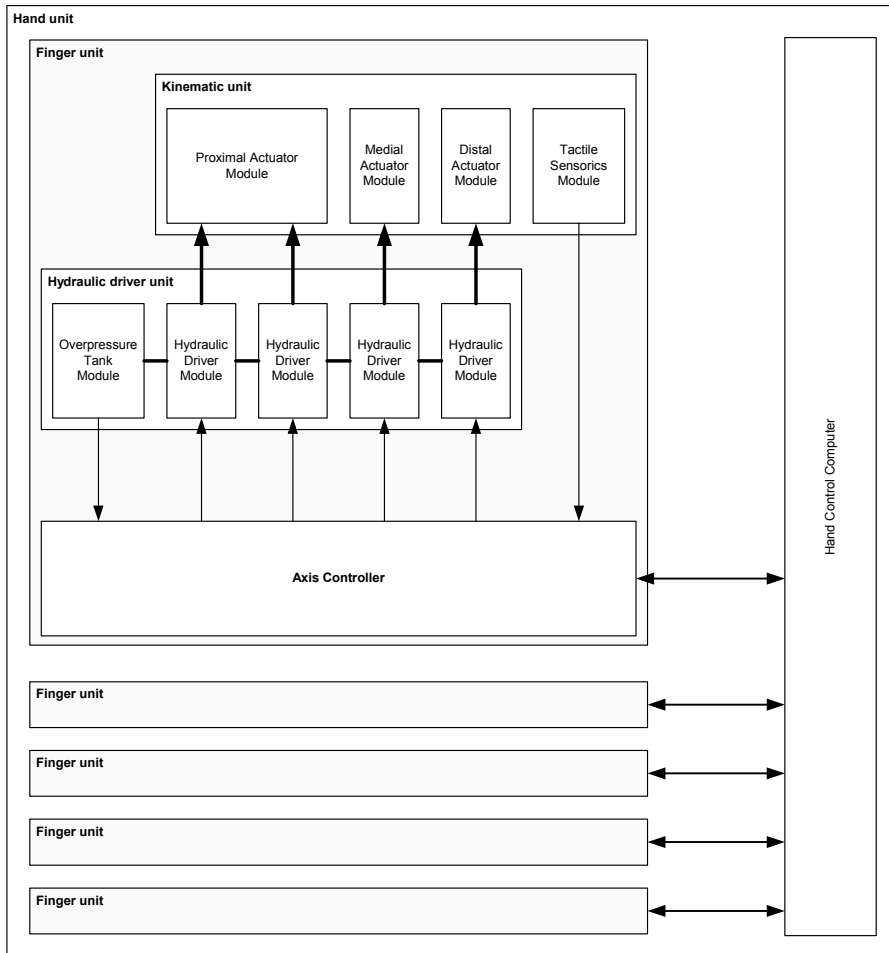 Hand unit
Finger unit
Kinematic unit
Proximal Actuator
Module
Medial
Actuator
Module
Distal
Actuator
Module
Tactile
Sensorics
Module
Hydraulic driver unit
Overpressure
Tank
Module
Hydraulic
Driver
Module
Hydraulic
Driver
Module
Hydraulic
Driver
Module
Hydraulic
Driver
Module
Axis Controller
Hand Control Computer
Finger unit
Finger unit
Finger unit
Finger unit